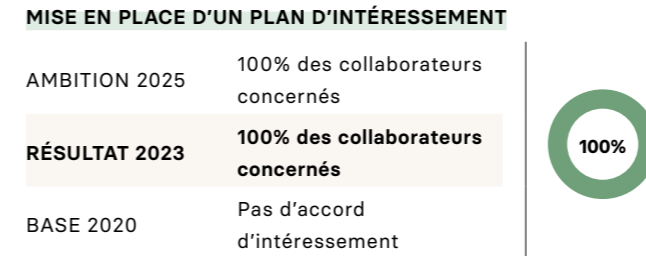 MISE EN PLACE D’UN PLAN D’INTÉRESSEMENT
AMBITION 2025
100% des collaborateurs
concernés
RÉSULTAT 2023
100% des collaborateurs
concernés
100%
BASE 2020
Pas d’accord
d’intéressement